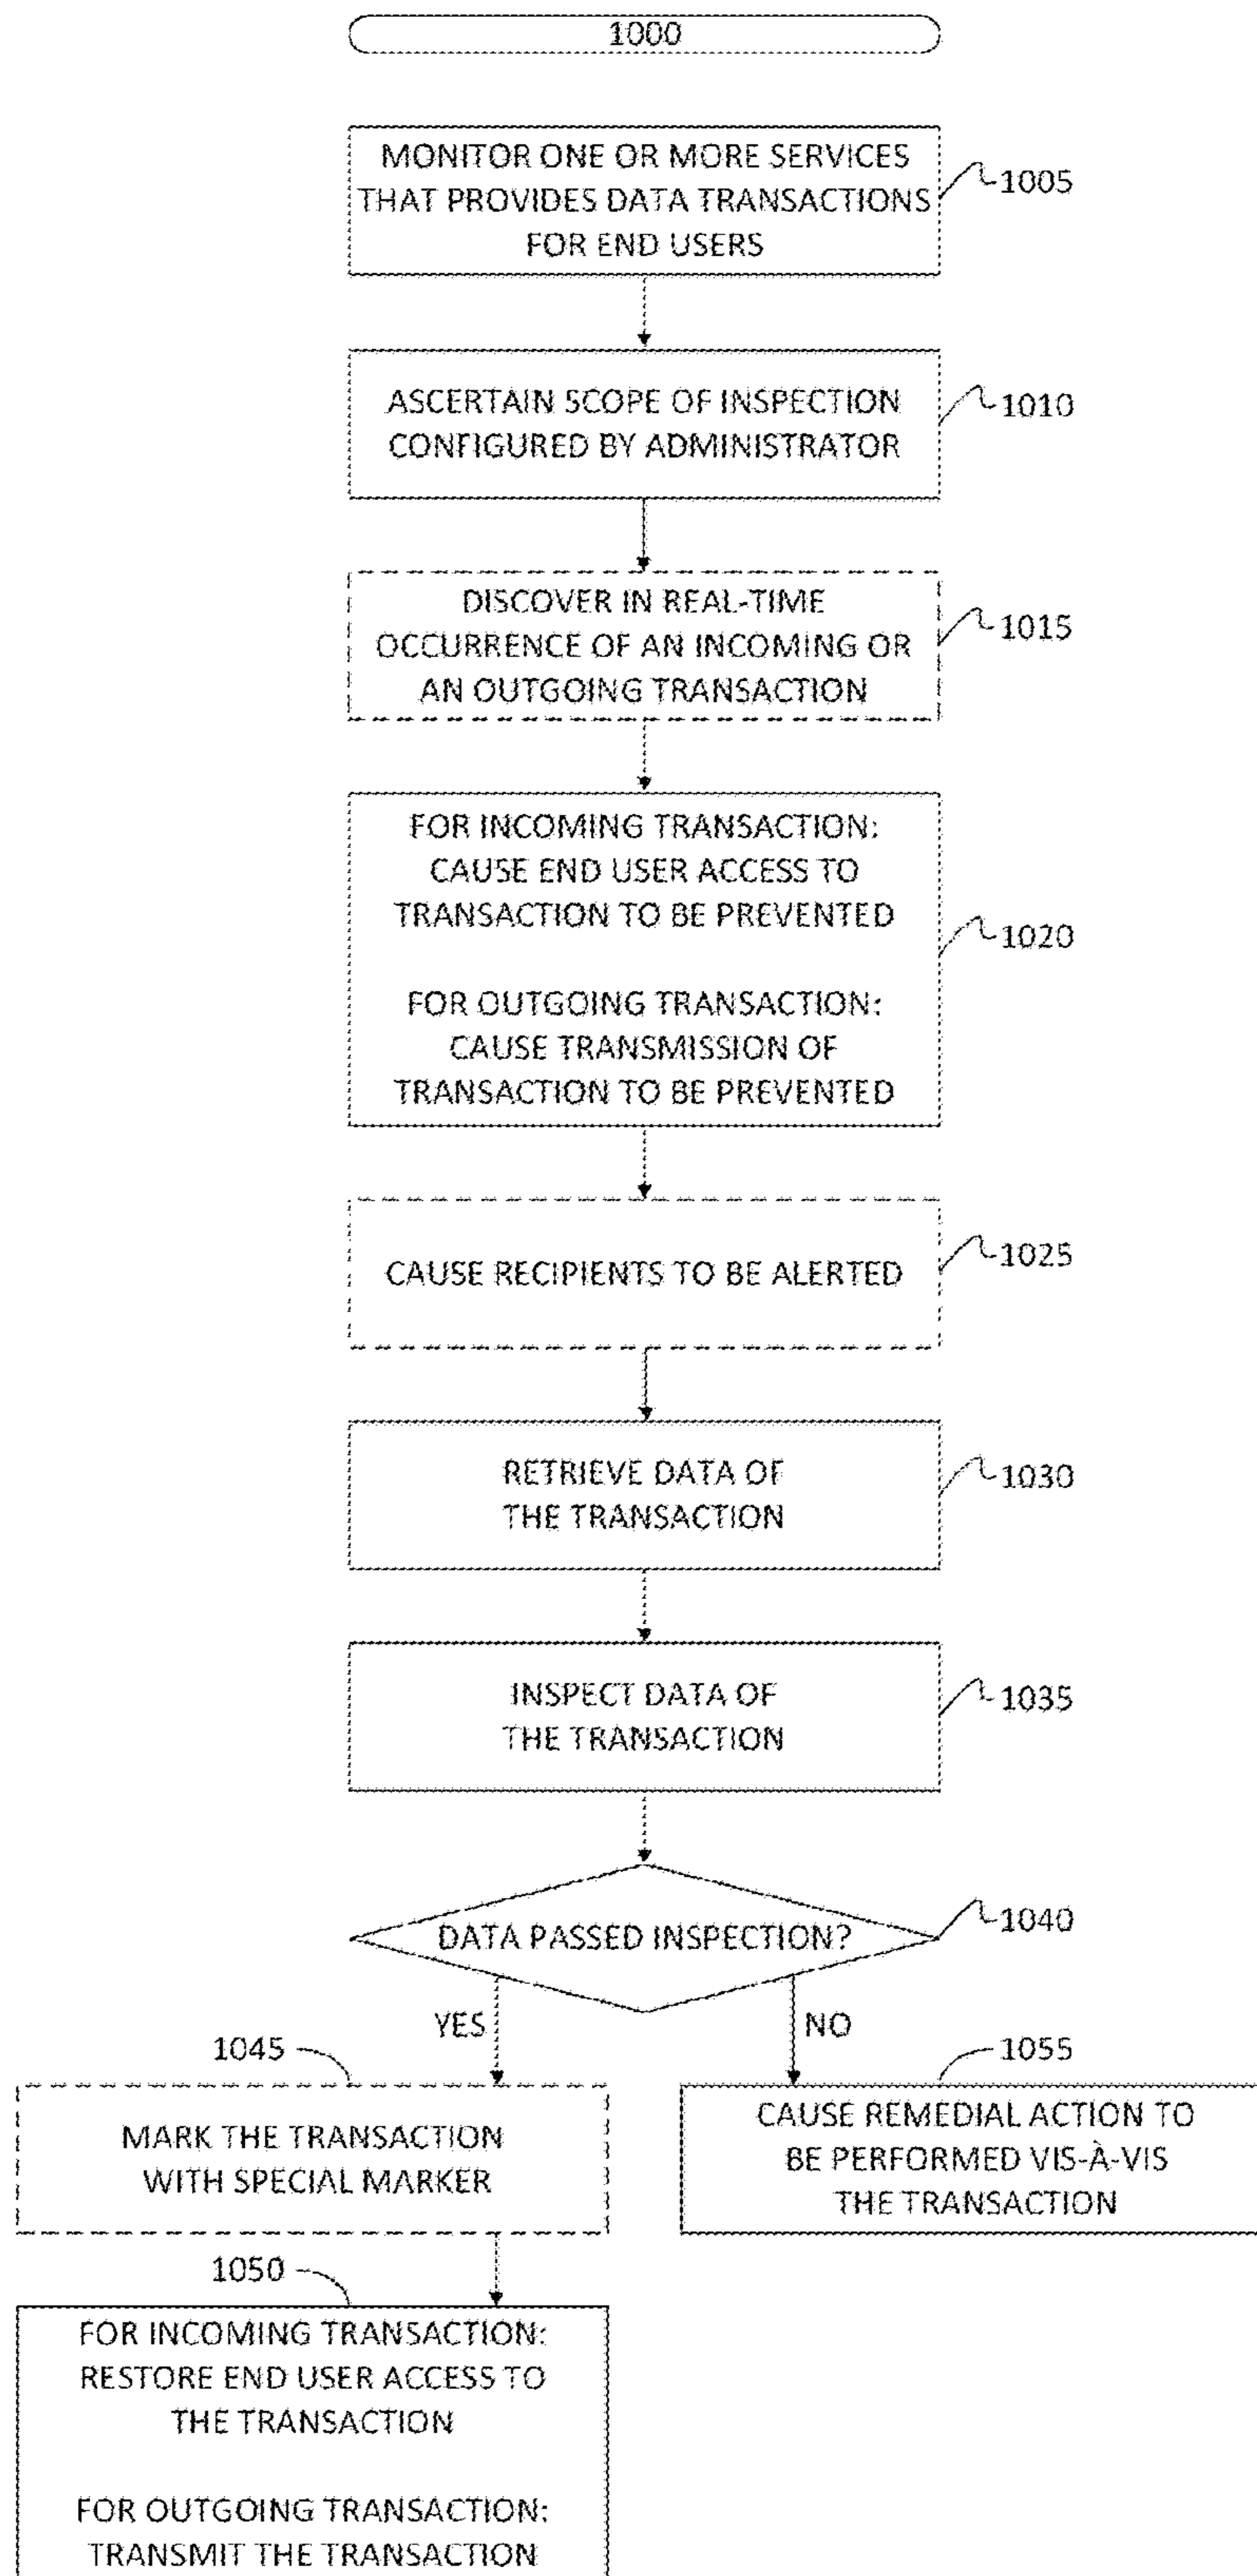 1000
MONITOR ONE OR MORE SERVICES
THAT PROVIDES DATA TRANSACTIONS
FOR END USERS
1005
ASCERTAIN SCOPE OF INSPECTION
CONFIGURED BY ADMINISTRATOR
1010
DISCOVER IN REAL-TIME
OCCURRENCE OF AN INCOMING OR
AN OUTGOING TRANSACTION
1015
FOR INCOMING TRANSACTION:
CAUSE END USER ACCESS TO
TRANSACTION TO BE PREVENTED
FOR OUTGOING TRANSACTION:
CAUSE TRANSMISSION OF
TRANSACTION TO BE PREVENTED
1020
CAUSE RECIPIENTS TO BE ALERTED
1025
RETRIEVE DATA OF
THE TRANSACTION
1030
INSPECT DATA OF
THE TRANSACTION
1035
DATA PASSED INSPECTION?
1040
YES
NO
1045
MARK THE TRANSACTION
WITH SPECIAL MARKER
1055
CAUSE REMEDIAL ACTION TO
BE PERFORMED VIS-À-VIS
THE TRANSACTION
1050
FOR INCOMING TRANSACTION:
RESTORE END USER ACCESS TO
THE TRANSACTION
FOR OUTGOING TRANSACTION:
TRANSMIT THE TRANSACTION